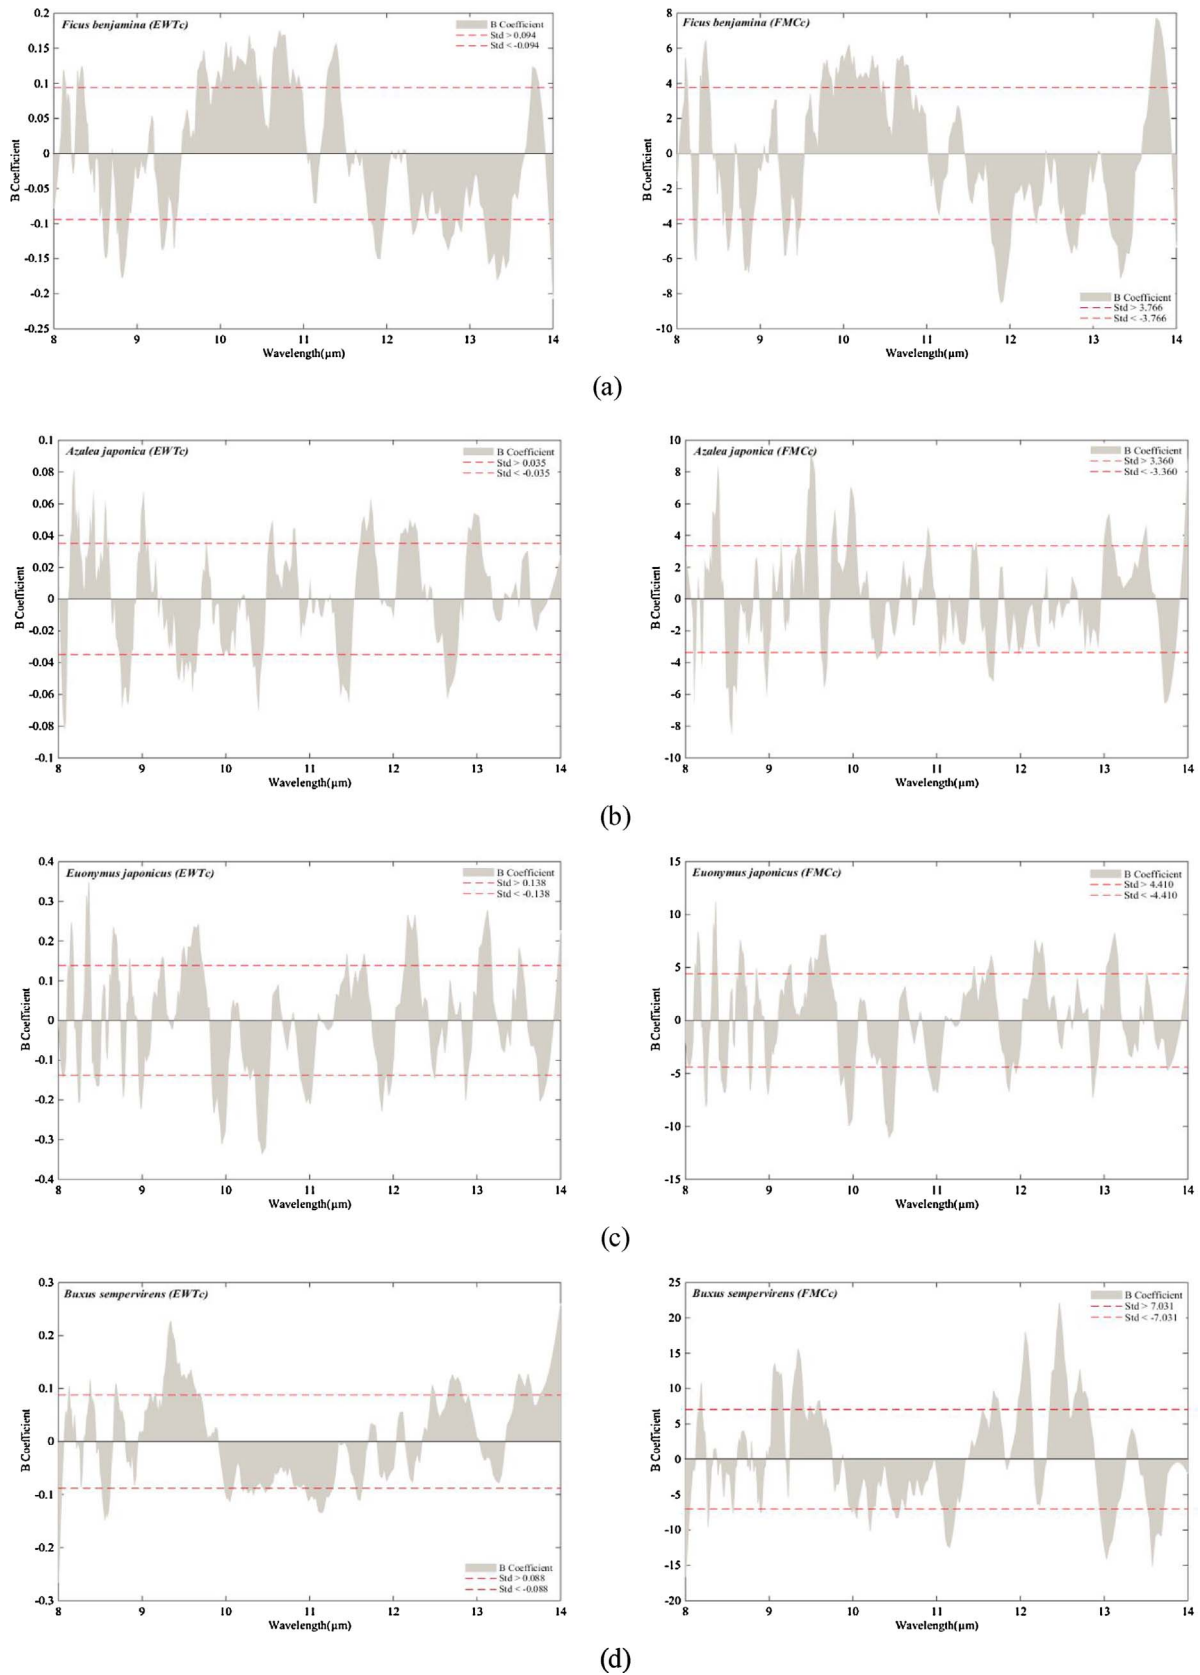 Ficus benjamina (EWTc)
B Coefficient
Std > 0.094
Std < -0.094
0.2
0.15
0.1
0.05
0
-0.05
-0.1
-0.15
-0.2
-0.25
B Coefficient
8 9 10 11 12 13 14
Wavelength(µm)
Ficus benjamina (FMCc)
8
6
4
2
0
-2
-4
-6
-8
-10
B Coefficient
B Coefficient
Std > 3.766
Std < -3.766
8 9 10 11 12 13 14
Wavelength(µm)
(a)
Azalea japonica (EWTc)
B Coefficient
Std > 0.035
Std < -0.035
0.1
0.08
0.06
0.04
0.02
0
-0.02
-0.04
-0.06
-0.08
-0.1
B Coefficient
8 9 10 11 12 13 14
Wavelength(µm)
Azalea japonica (FMCc)
B Coefficient
Std > 3.360
Std < -3.360
10
8
6
4
2
0
-2
-4
-6
-8
-10
B Coefficient
8 9 10 11 12 13 14
Wavelength(µm)
(b)
Euonymus japonicus (EWTc)
B Coefficient
Std > 0.138
Std < -0.138
0.4
0.3
0.2
0.1
0
-0.1
-0.2
-0.3
-0.4
B Coefficient
8 9 10 11 12 13 14
Wavelength(µm)
Euonymus japonicus (FMCc)
B Coefficient
Std > 4.410
Std < -4.410
15
10
5
0
-5
-10
-15
B Coefficient
8 9 10 11 12 13 14
Wavelength(µm)
(c)
Buxus sempervirens (EWTc)
0.3
0.2
0.1
0
-0.1
-0.2
-0.3
B Coefficient
B Coefficient
Std > 0.088
Std < -0.088
8 9 10 11 12 13 14
Wavelength(µm)
Buxus sempervirens (FMCc)
B Coefficient
Std > 7.031
Std < -7.031
25
20
15
10
5
0
-5
-10
-15
-20
B Coefficient
8 9 10 11 12 13 14
Wavelength(µm)
(d)